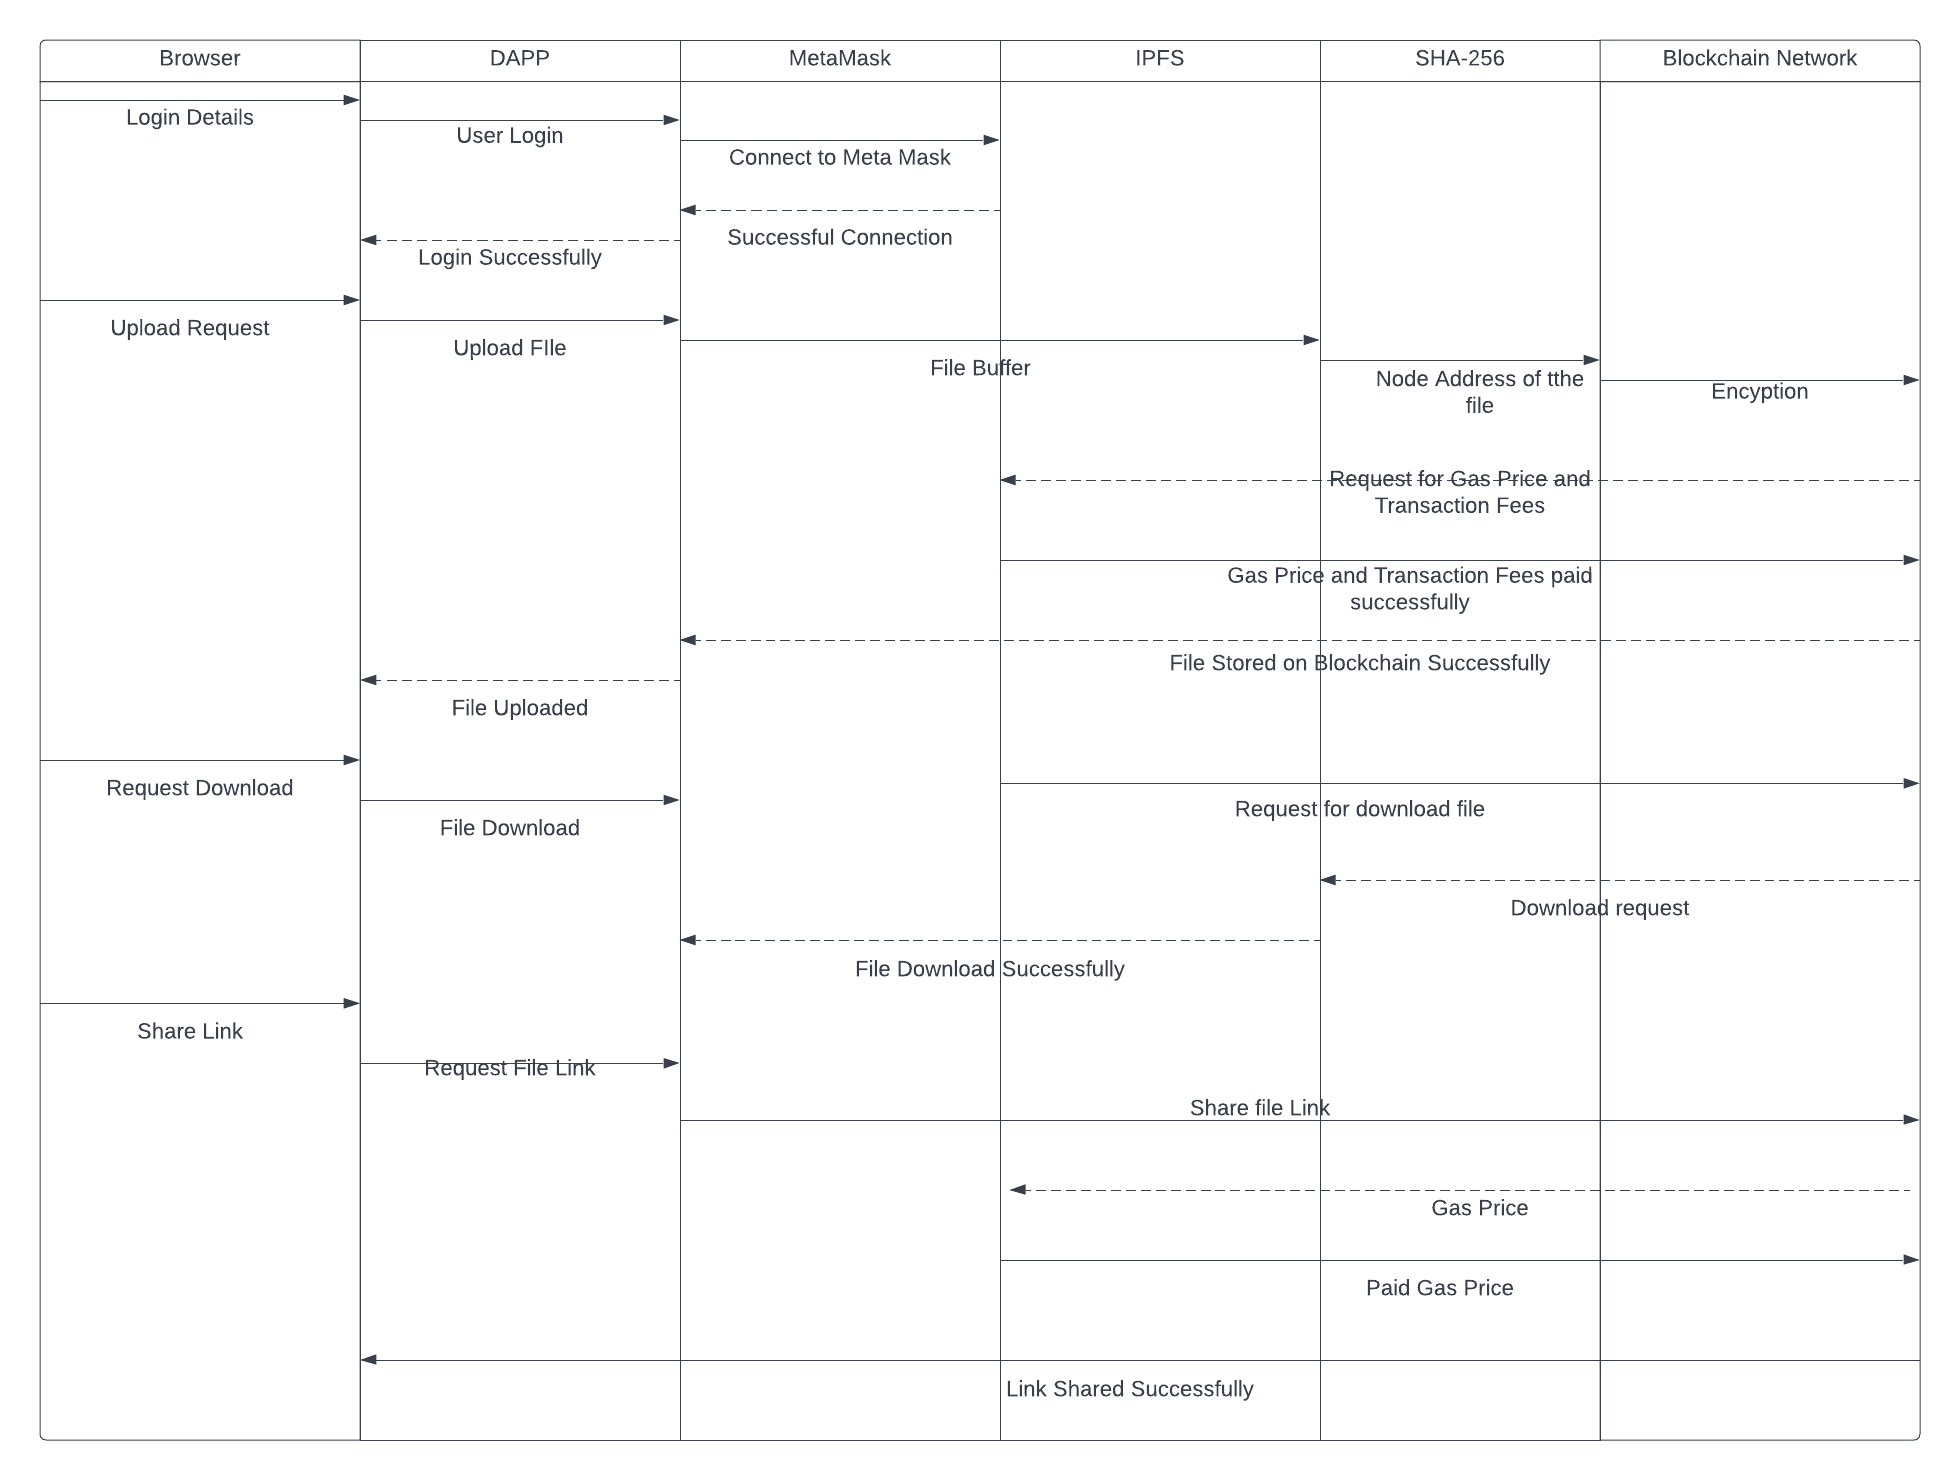 Browser
DAPP
MetaMask
IPFS
SHA-256
Blockchain Network
Login Details
User Login
Connect to Meta Mask
Successful Connection
Login Successfully
Upload Request
Upload FIle
File Buffer
Node Address of tthe
file
Encyption
Request for Gas Price and
Transaction Fees
Gas Price and Transaction Fees paid
successfully
File Stored on Blockchain Successfully
File Uploaded
Request Download
Request for download file
File Download
Download request
File Download Successfully
Share Link
Request File Link
Share file Link
Gas Price
Paid Gas Price
Link Shared Successfully